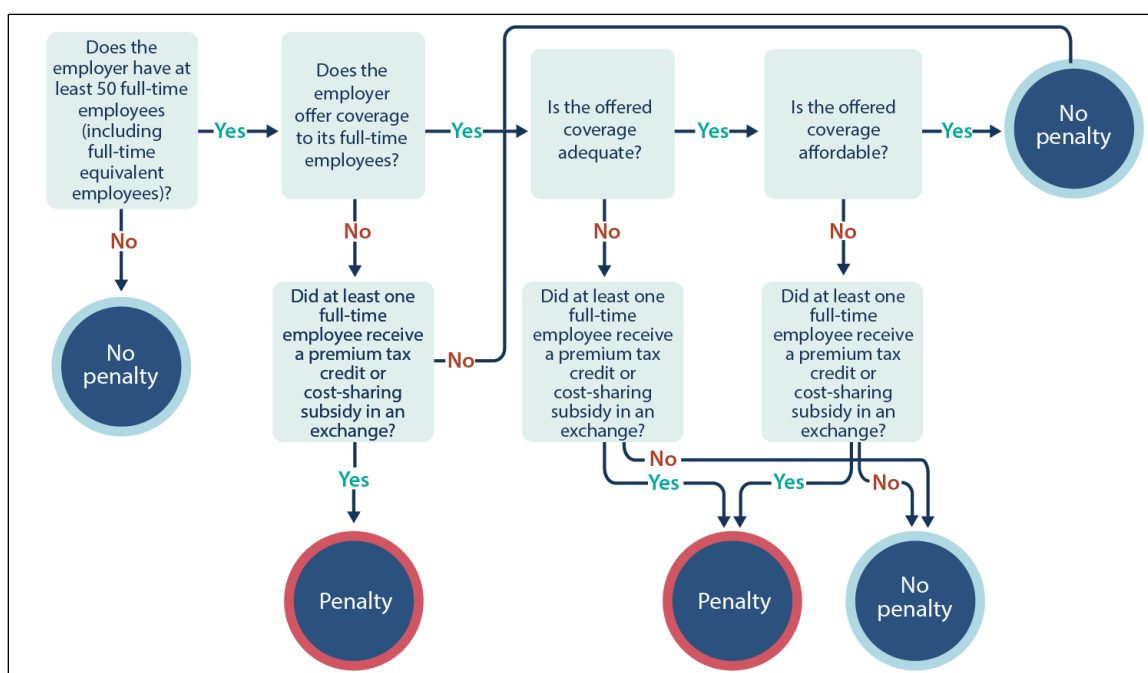 Does the
employer have at
least 50 full-time
employees
(including
full-time
equivalent
employees)?
Yes
Does the
employer
offer coverage
to its full-time
employees?
Yes
Is the offered
coverage
adequate?
Yes
Is the offered
coverage
affordable?
Yes
No
penalty
No
No
No
No
No
penalty
Did at least one
full-time
employee receive
a premium tax
credit or
cost-sharing
subsidy in an
exchange?
No
Did at least one
full-time
employee receive
a premium tax
credit or
cost-sharing
subsidy in an
exchange?
Did at least one
full-time
employee receive
a premium tax
credit or
cost-sharing
subsidy in an
exchange?
Yes
No
Yes
Yes
No
Penalty
Penalty
No
penalty